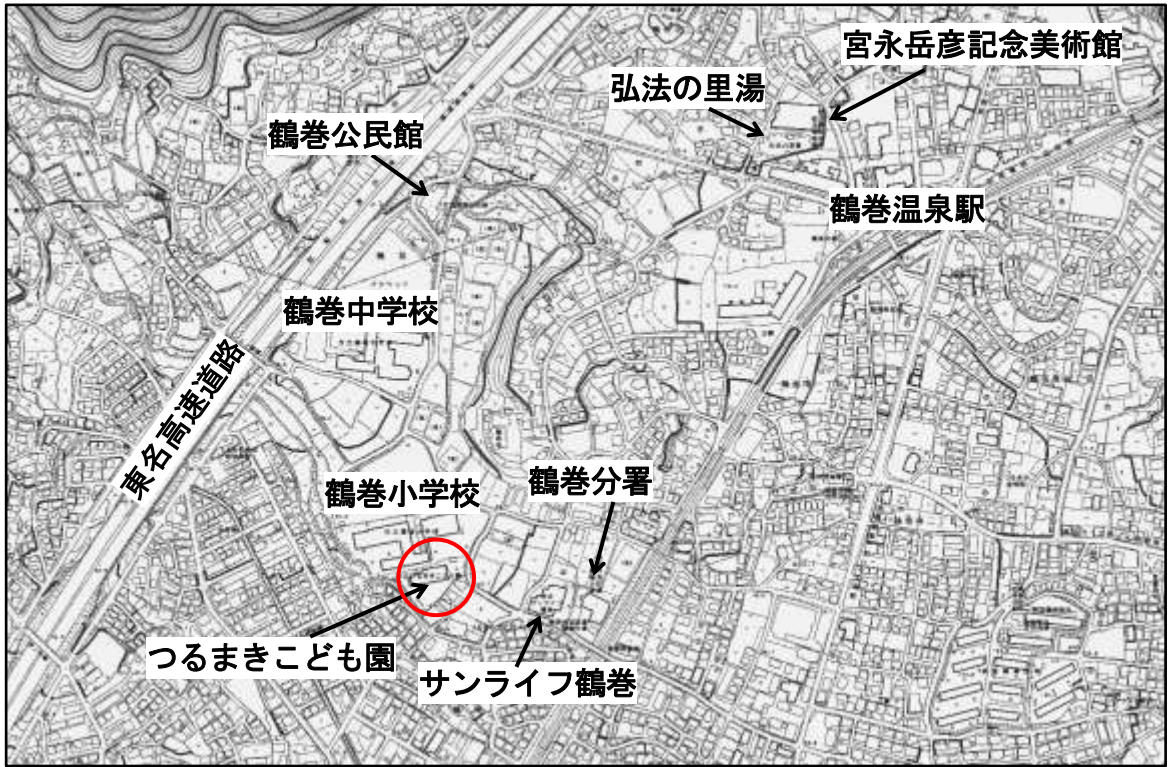 宮永岳彦記念美術館
弘法の里湯
鶴巻公民館
鶴巻温泉駅
鶴巻中学校
東名高速道路
鶴巻小学校
鶴巻分署
つるまきこども園
サンライフ鶴巻